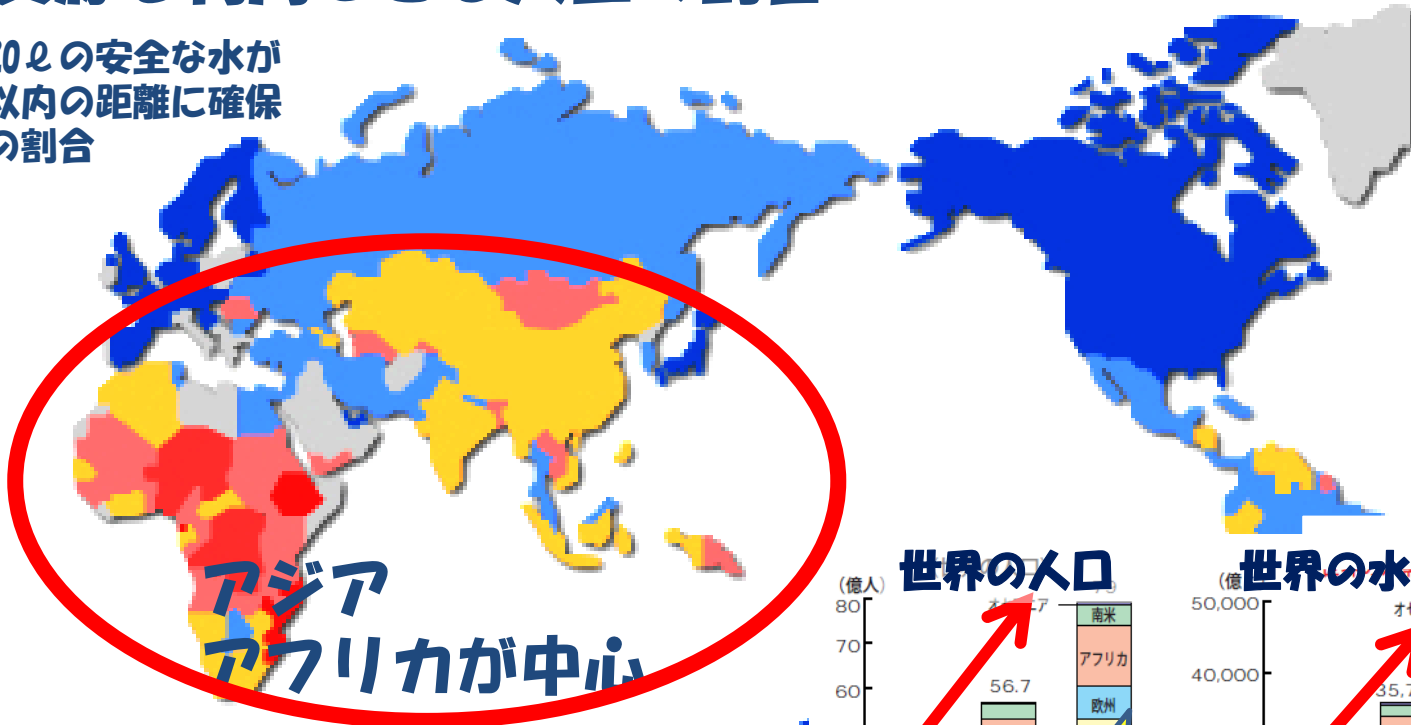 0ℓの安全な水が
以内の距離に確保
の割合
アジア
アフリカが中心
世界の人口
(億人)
80
70
60
56.7
南米
アフリカ
欧州
世界の水
(億
50,000
40,000
35,7